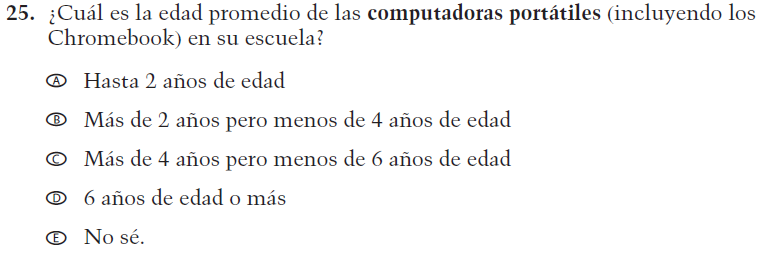 25. ¿Cuál es la edad promedio de las computadoras portátiles (incluyendo los
Chromebook) en su escuela?
A Hasta 2 años de edad
B Más de 2 años pero menos de 4 años de edad
C Más de 4 años pero menos de 6 años de edad
D 6 años de edad o más
E No sé.